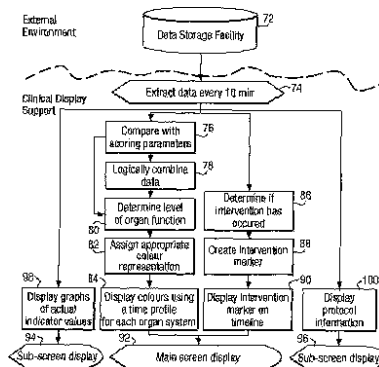 External
Environment
Data Storage Facility
72
Extract data every 10 min
74
Clinical Display
Support
Compare with
scoring parameters
76
Logically combine
data
78
Determine level
of organ function
80
Assign appropriate
colour
representation
82
Determine if
intervention has
occured
86
Create Intervention
marker
88
Display graphs
of actual
indicator values
98
Display colours using
a time profile
for each organ system
84
Display Intervention
marker on
timeline
90
Display
protocol
information
100
Sub-screen display
94
Main screen display
92
Sub-screen display
96